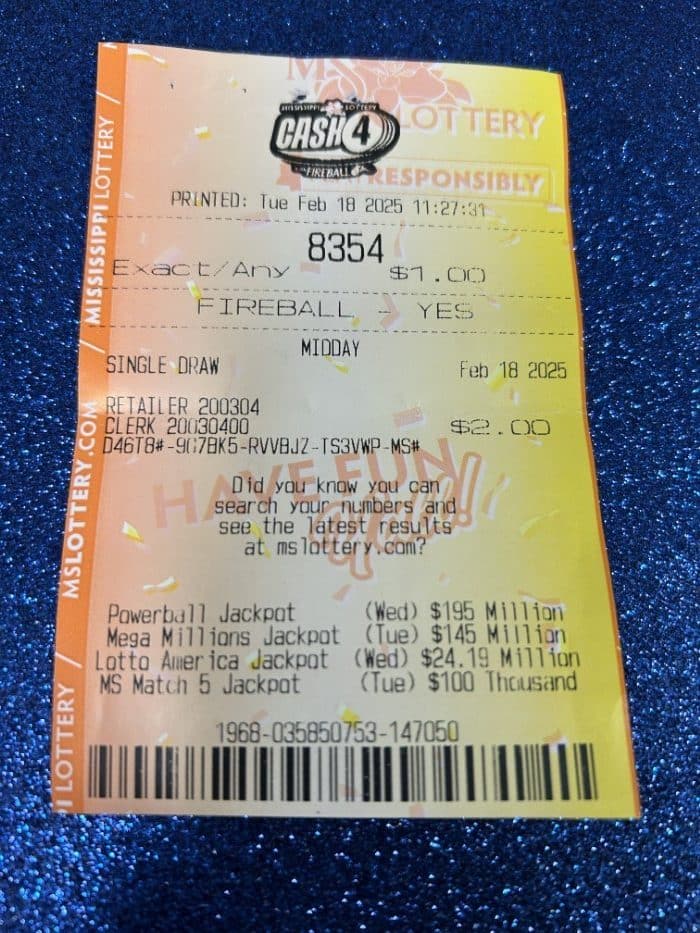 MS LOTTERY
MISSISSIPPI LOTTERY
CASH 4
FIREBALL
RESPONSIBLY
PRINTED: Tue Feb 18 2025 11:27:31
8354
Exact/Any $1.00
FIREBALL - YES
MIDDAY
SINGLE DRAW Feb 18 2025
RETAILER 200304
CLERK 20030400 $2.00
D46T8#-9G7BK5-RVVBJZ-TS3VWP-MS#
HAVE FUN
Y'all!
Did you know you can
search your numbers and
see the latest results
at mslottery.com?
Powerball Jackpot (Wed) $195 Million
Mega Millions Jackpot (Tue) $145 Million
Lotto America Jackpot (Wed) $24.19 Million
MS Match 5 Jackpot (Tue) $100 Thousand
1968-035850753-147050
MISSISSIPPI LOTTERY /
MSLOTTERY.COM /
PI LOTTERY /